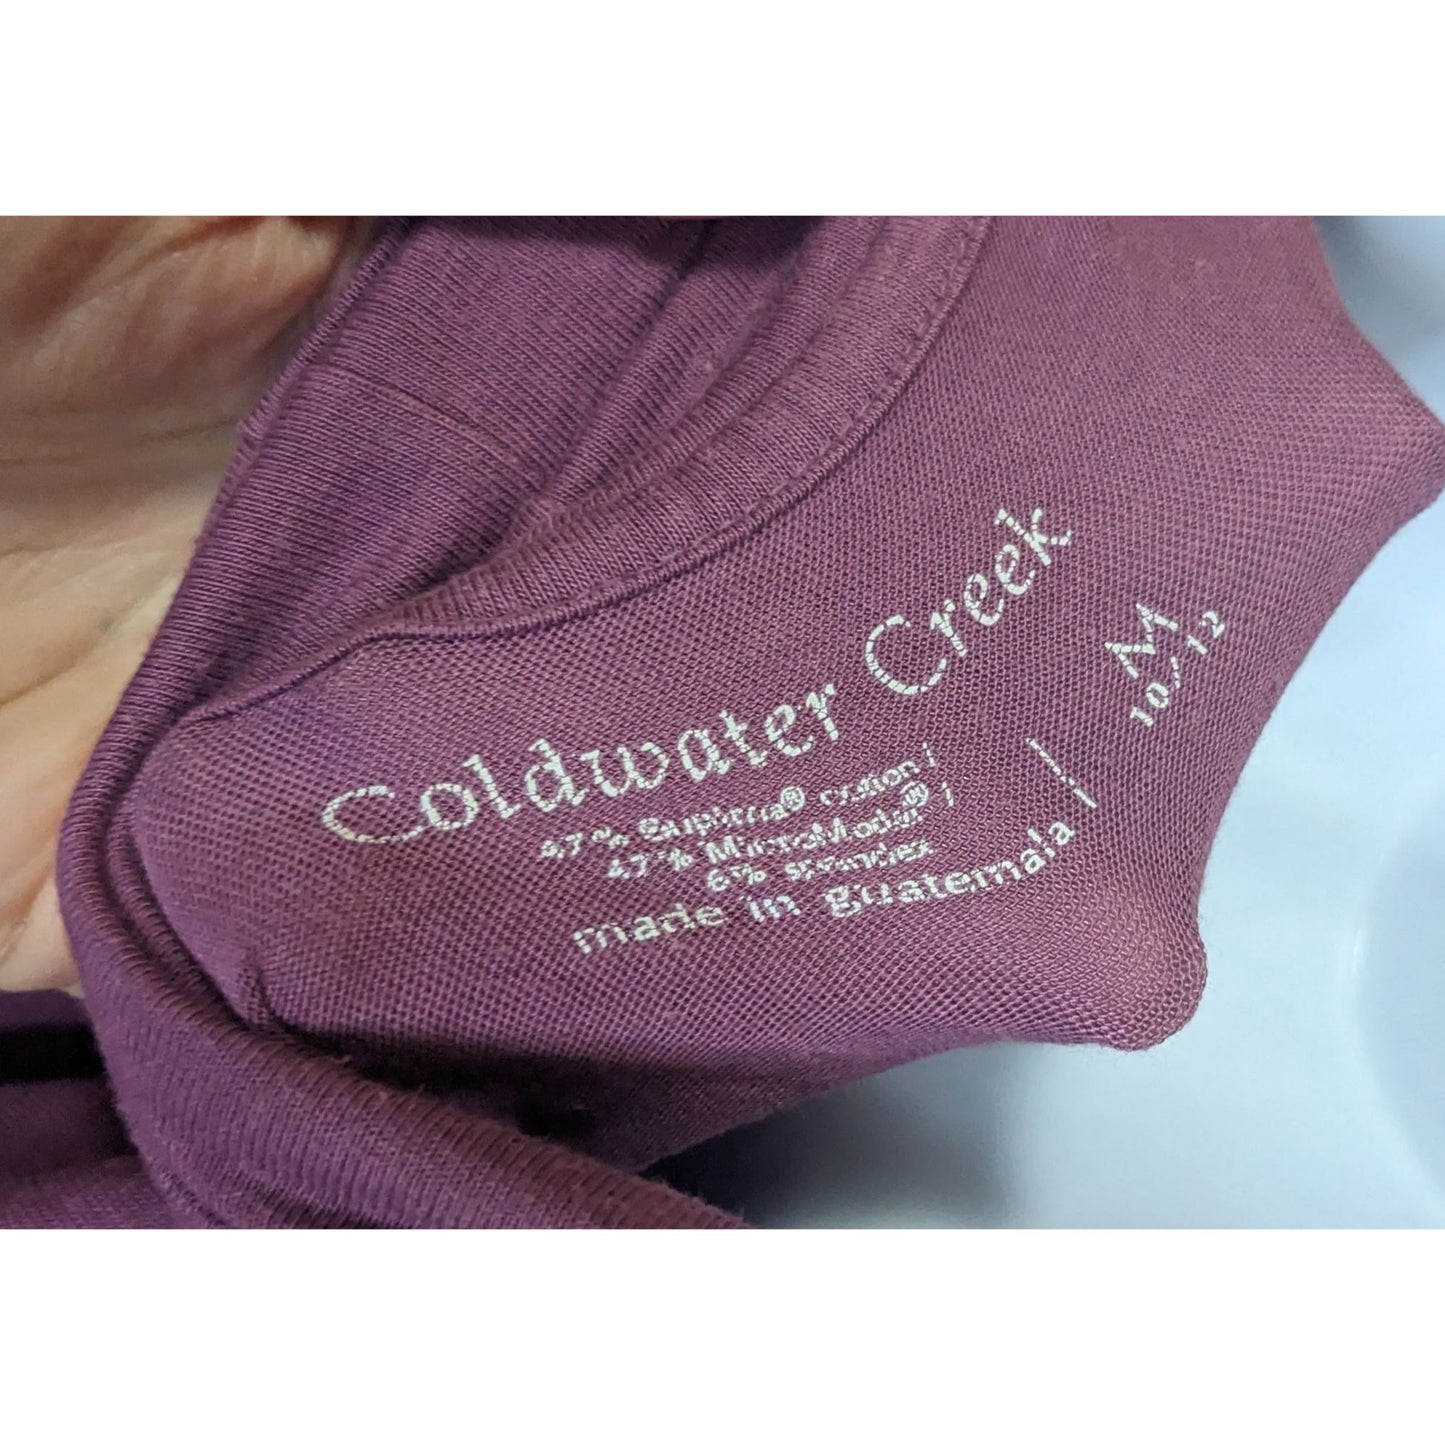 Coldwater Creek
47% Supima® cotton /
47% MicroModal® /
6% spandex
made in guatemala
M
10-12